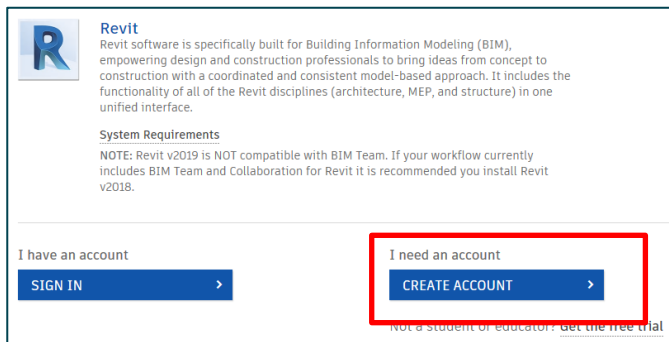 R
Revit
Revit software is specifically built for Building Information Modeling (BIM),
empowering design and construction professionals to bring ideas from concept to
construction with a coordinated and consistent model-based approach. It includes the
functionality of all of the Revit disciplines (architecture, MEP, and structure) in one
unified interface.
System Requirements
NOTE: Revit v2019 is NOT compatible with BIM Team. If your workflow currently
includes BIM Team and Collaboration for Revit it is recommended you install Revit
v2018.
I have an account
I need an account
SIGN IN >
CREATE ACCOUNT >
Not a student or educator? Get the free trial